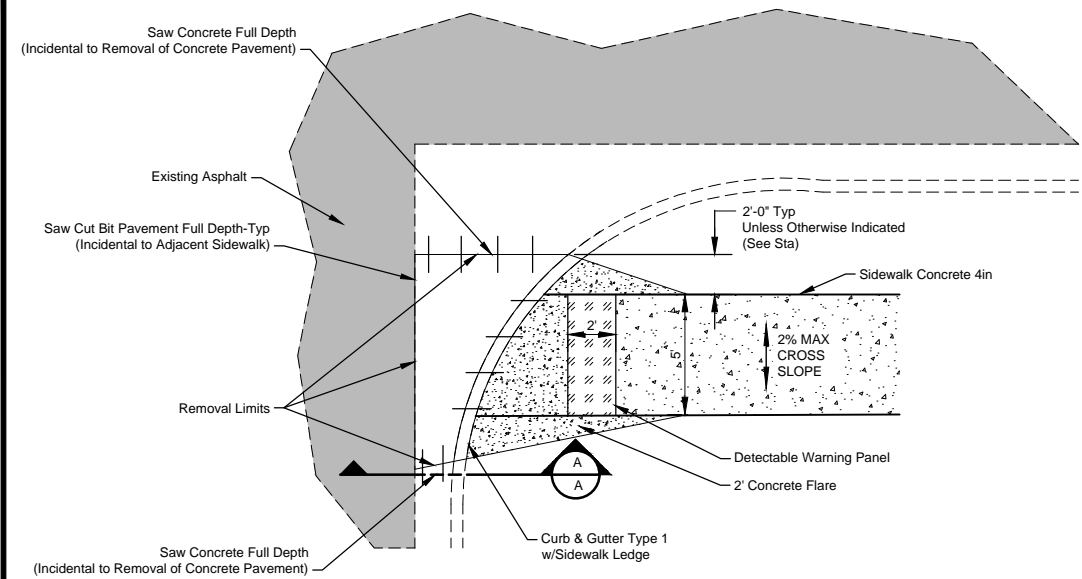 Saw Concrete Full Depth
(Incidental to Removal of Concrete Pavement)
Existing Asphalt
Saw Cut Bit Pavement Full Depth-Typ
(Incidental to Adjacent Sidewalk)
2'-0" Typ
Unless Otherwise Indicated
(See Sta)
Sidewalk Concrete 4in
2'
5'
2% MAX
CROSS
SLOPE
Removal Limits
Detectable Warning Panel
A
A
2' Concrete Flare
Curb & Gutter Type 1
w/Sidewalk Ledge
Saw Concrete Full Depth
(Incidental to Removal of Concrete Pavement)